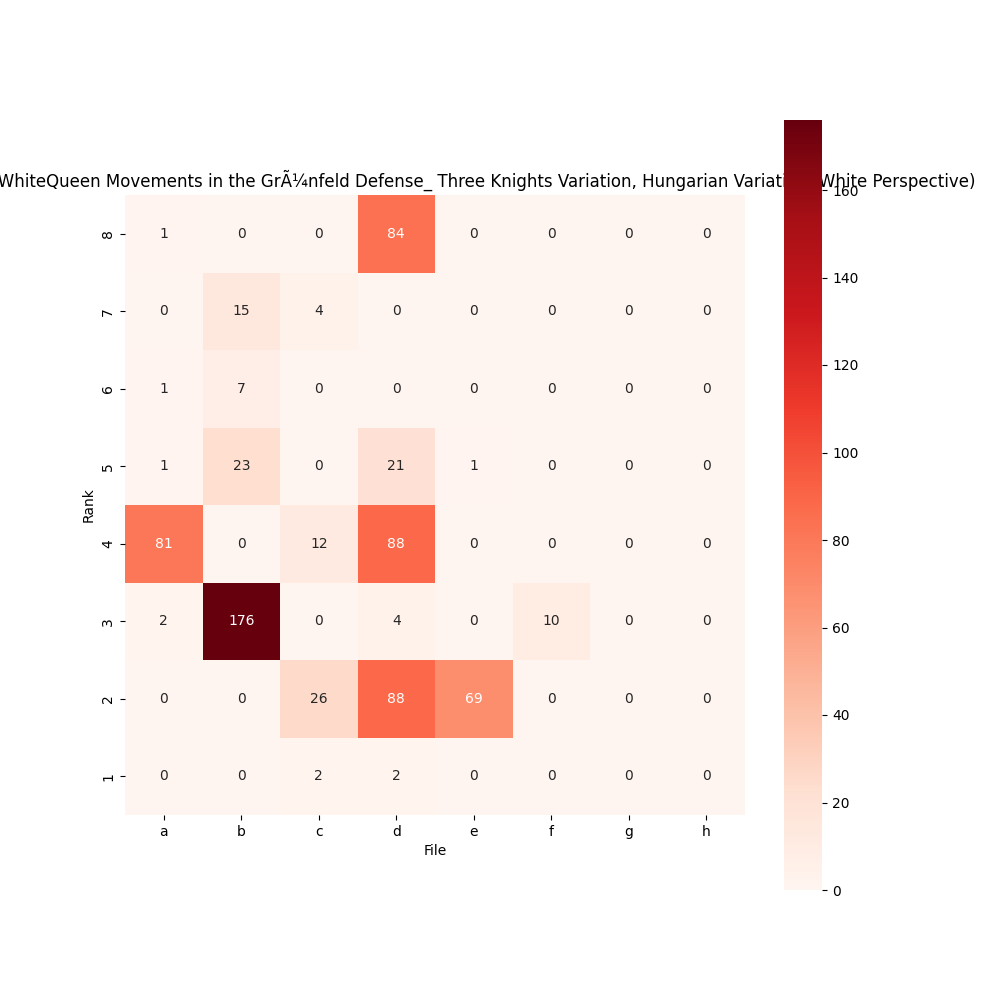 WhiteQueen Movements in the GrÃ¼nfeld Defense_ Three Knights Variation, Hungarian Variati White Perspective)
8 1 0 0 84 0 0 0 0
7 0 15 4 0 0 0 0 0
6 1 7 0 0 0 0 0 0
5 1 23 0 21 1 0 0 0
4 81 0 12 88 0 0 0 0
3 2 176 0 4 0 10 0 0
2 0 0 26 88 69 0 0 0
1 0 0 2 2 0 0 0 0
a b c d e f g h
File
Rank
160
140
120
100
80
60
40
20
0